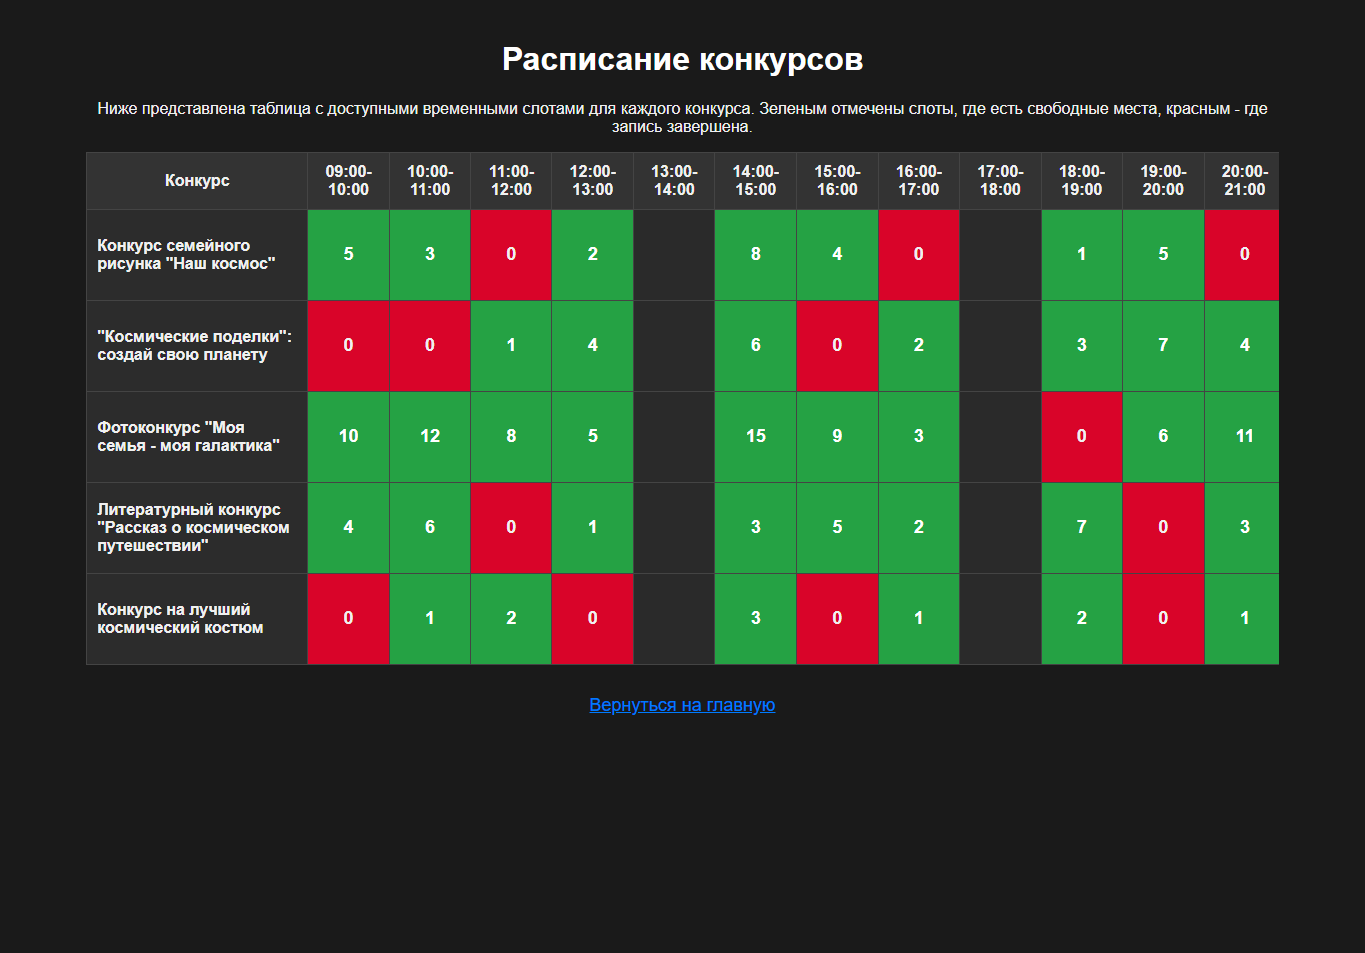 Расписание конкурсов
Ниже представлена таблица с доступными временными слотами для каждого конкурса. Зеленым отмечены слоты, где есть свободные места, красным - где
запись завершена.
Конкурс 09:00-10:00 10:00-11:00 11:00-12:00 12:00-13:00 13:00-14:00 14:00-15:00 15:00-16:00 16:00-17:00 17:00-18:00 18:00-19:00 19:00-20:00 20:00-21:00
Конкурс семейного
рисунка "Наш космос"
5 3 0 2 8 4 0 1 5 0
"Космические поделки":
создай свою планету
0 0 1 4 6 0 2 3 7 4
Фотоконкурс "Моя
семья - моя галактика"
10 12 8 5 15 9 3 0 6 11
Литературный конкурс
"Рассказ о космическом
путешествии"
4 6 0 1 3 5 2 7 0 3
Конкурс на лучший
космический костюм
0 1 2 0 3 0 1 2 0 1
Вернуться на главную